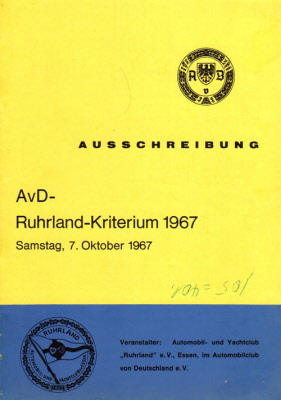 A D
v
AUSSCHREIBUNG
AvD-
Ruhrland-Kriterium 1967
Samstag, 7. Oktober 1967
RUHRLAND
Veranstalter: Automobil- und Yachtclub
„Ruhrland" e.V., Essen, im Automobilclub
von Deutschland e.V.